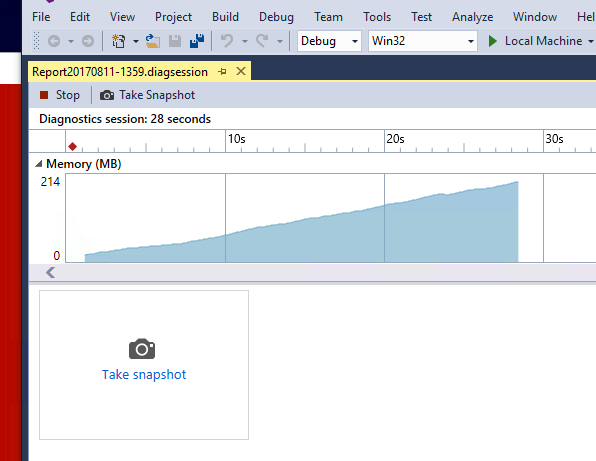 File Edit View Project Build Debug Team Tools Test Analyze Window Help
Debug Win32 Local Machine
Report20170811-1359.diagsession
Stop Take Snapshot
Diagnostics session: 28 seconds
10s 20s 30s
Memory (MB)
214
0
Take snapshot